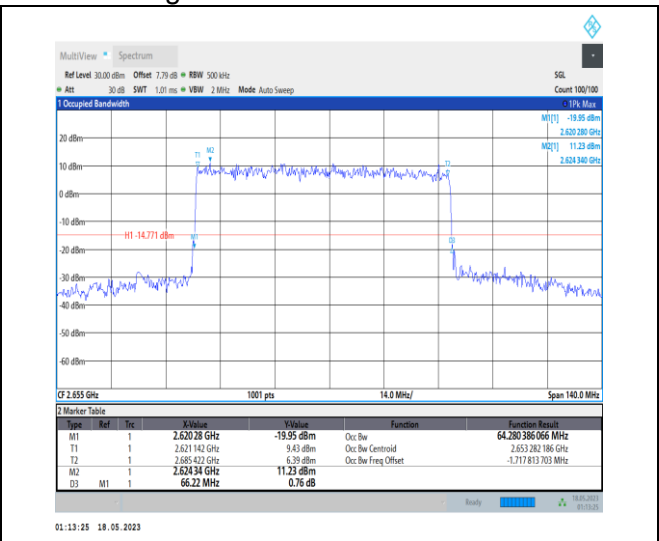 MultiView Spectrum
Ref Level 30.00 dBm Offset 7.79 dB RBW 500 kHz SGL
Att 30 dB SWT 1.01 ms VBW 2 MHz Mode Auto Sweep Count 100/100
1 Occupied Bandwidth 1Pk Max
M1[1] -19.95 dBm
2.620 280 GHz
20 dBm
M2[1] 11.23 dBm
2.624 340 GHz
T1 M2 T2
10 dBm
0 dBm
-10 dBm
H1 -14.771 dBm M1 D3
-20 dBm
-30 dBm
-40 dBm
-50 dBm
-60 dBm
CF 2.655 GHz 1001 pts 14.0 MHz/ Span 140.0 MHz
2 Marker Table
Type Ref Trc X-Value Y-Value Function Function Result
M1 1 2.620 28 GHz -19.95 dBm Occ Bw 64.280 386 066 MHz
T1 1 2.621 142 GHz 9.43 dBm Occ Bw Centroid 2.653 282 186 GHz
T2 1 2.685 422 GHz 6.39 dBm Occ Bw Freq Offset -1.717 813 703 MHz
M2 1 2.624 34 GHz 11.23 dBm
D3 M1 1 66.22 MHz 0.76 dB
Ready 18.05.2023
01:13:25
01:13:25 18.05.2023